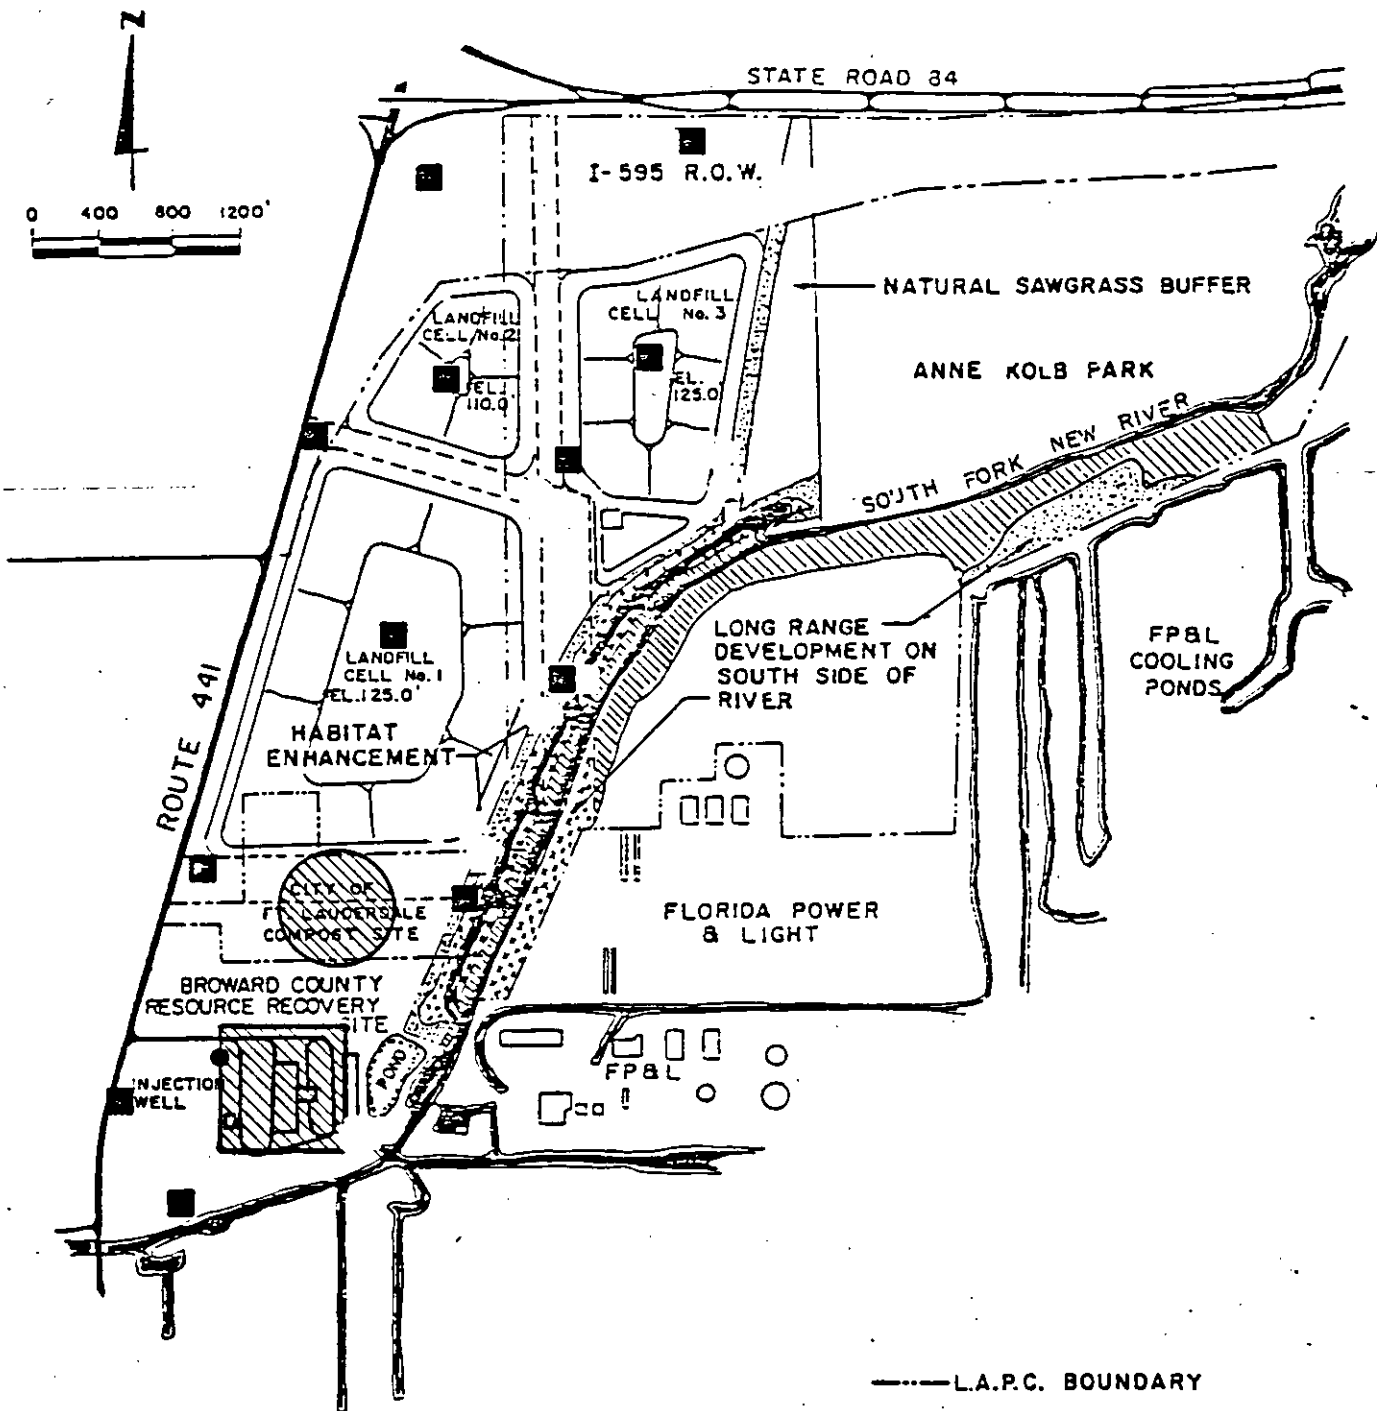 Z
STATE ROAD 84
I-595 R.O.W.
0 400 800 1200'
NATURAL SAWGRASS BUFFER
LANDFILL
CELL No. 3
LANDFILL
CELL No. 2
EL.
125.0'
EL.
110.0'
ANNE KOLB PARK
SOUTH FORK NEW RIVER
LONG RANGE
DEVELOPMENT ON
SOUTH SIDE OF
RIVER
FP&L
COOLING
PONDS
LANDFILL
CELL No. 1
EL. 125.0'
ROUTE 441
HABITAT
ENHANCEMENT
CITY OF
FT. LAUDERDALE
COMPOST SITE
FLORIDA POWER
& LIGHT
BROWARD COUNTY
RESOURCE RECOVERY
SITE
POND
FP&L
INJECTION
WELL
L.A.P.C. BOUNDARY